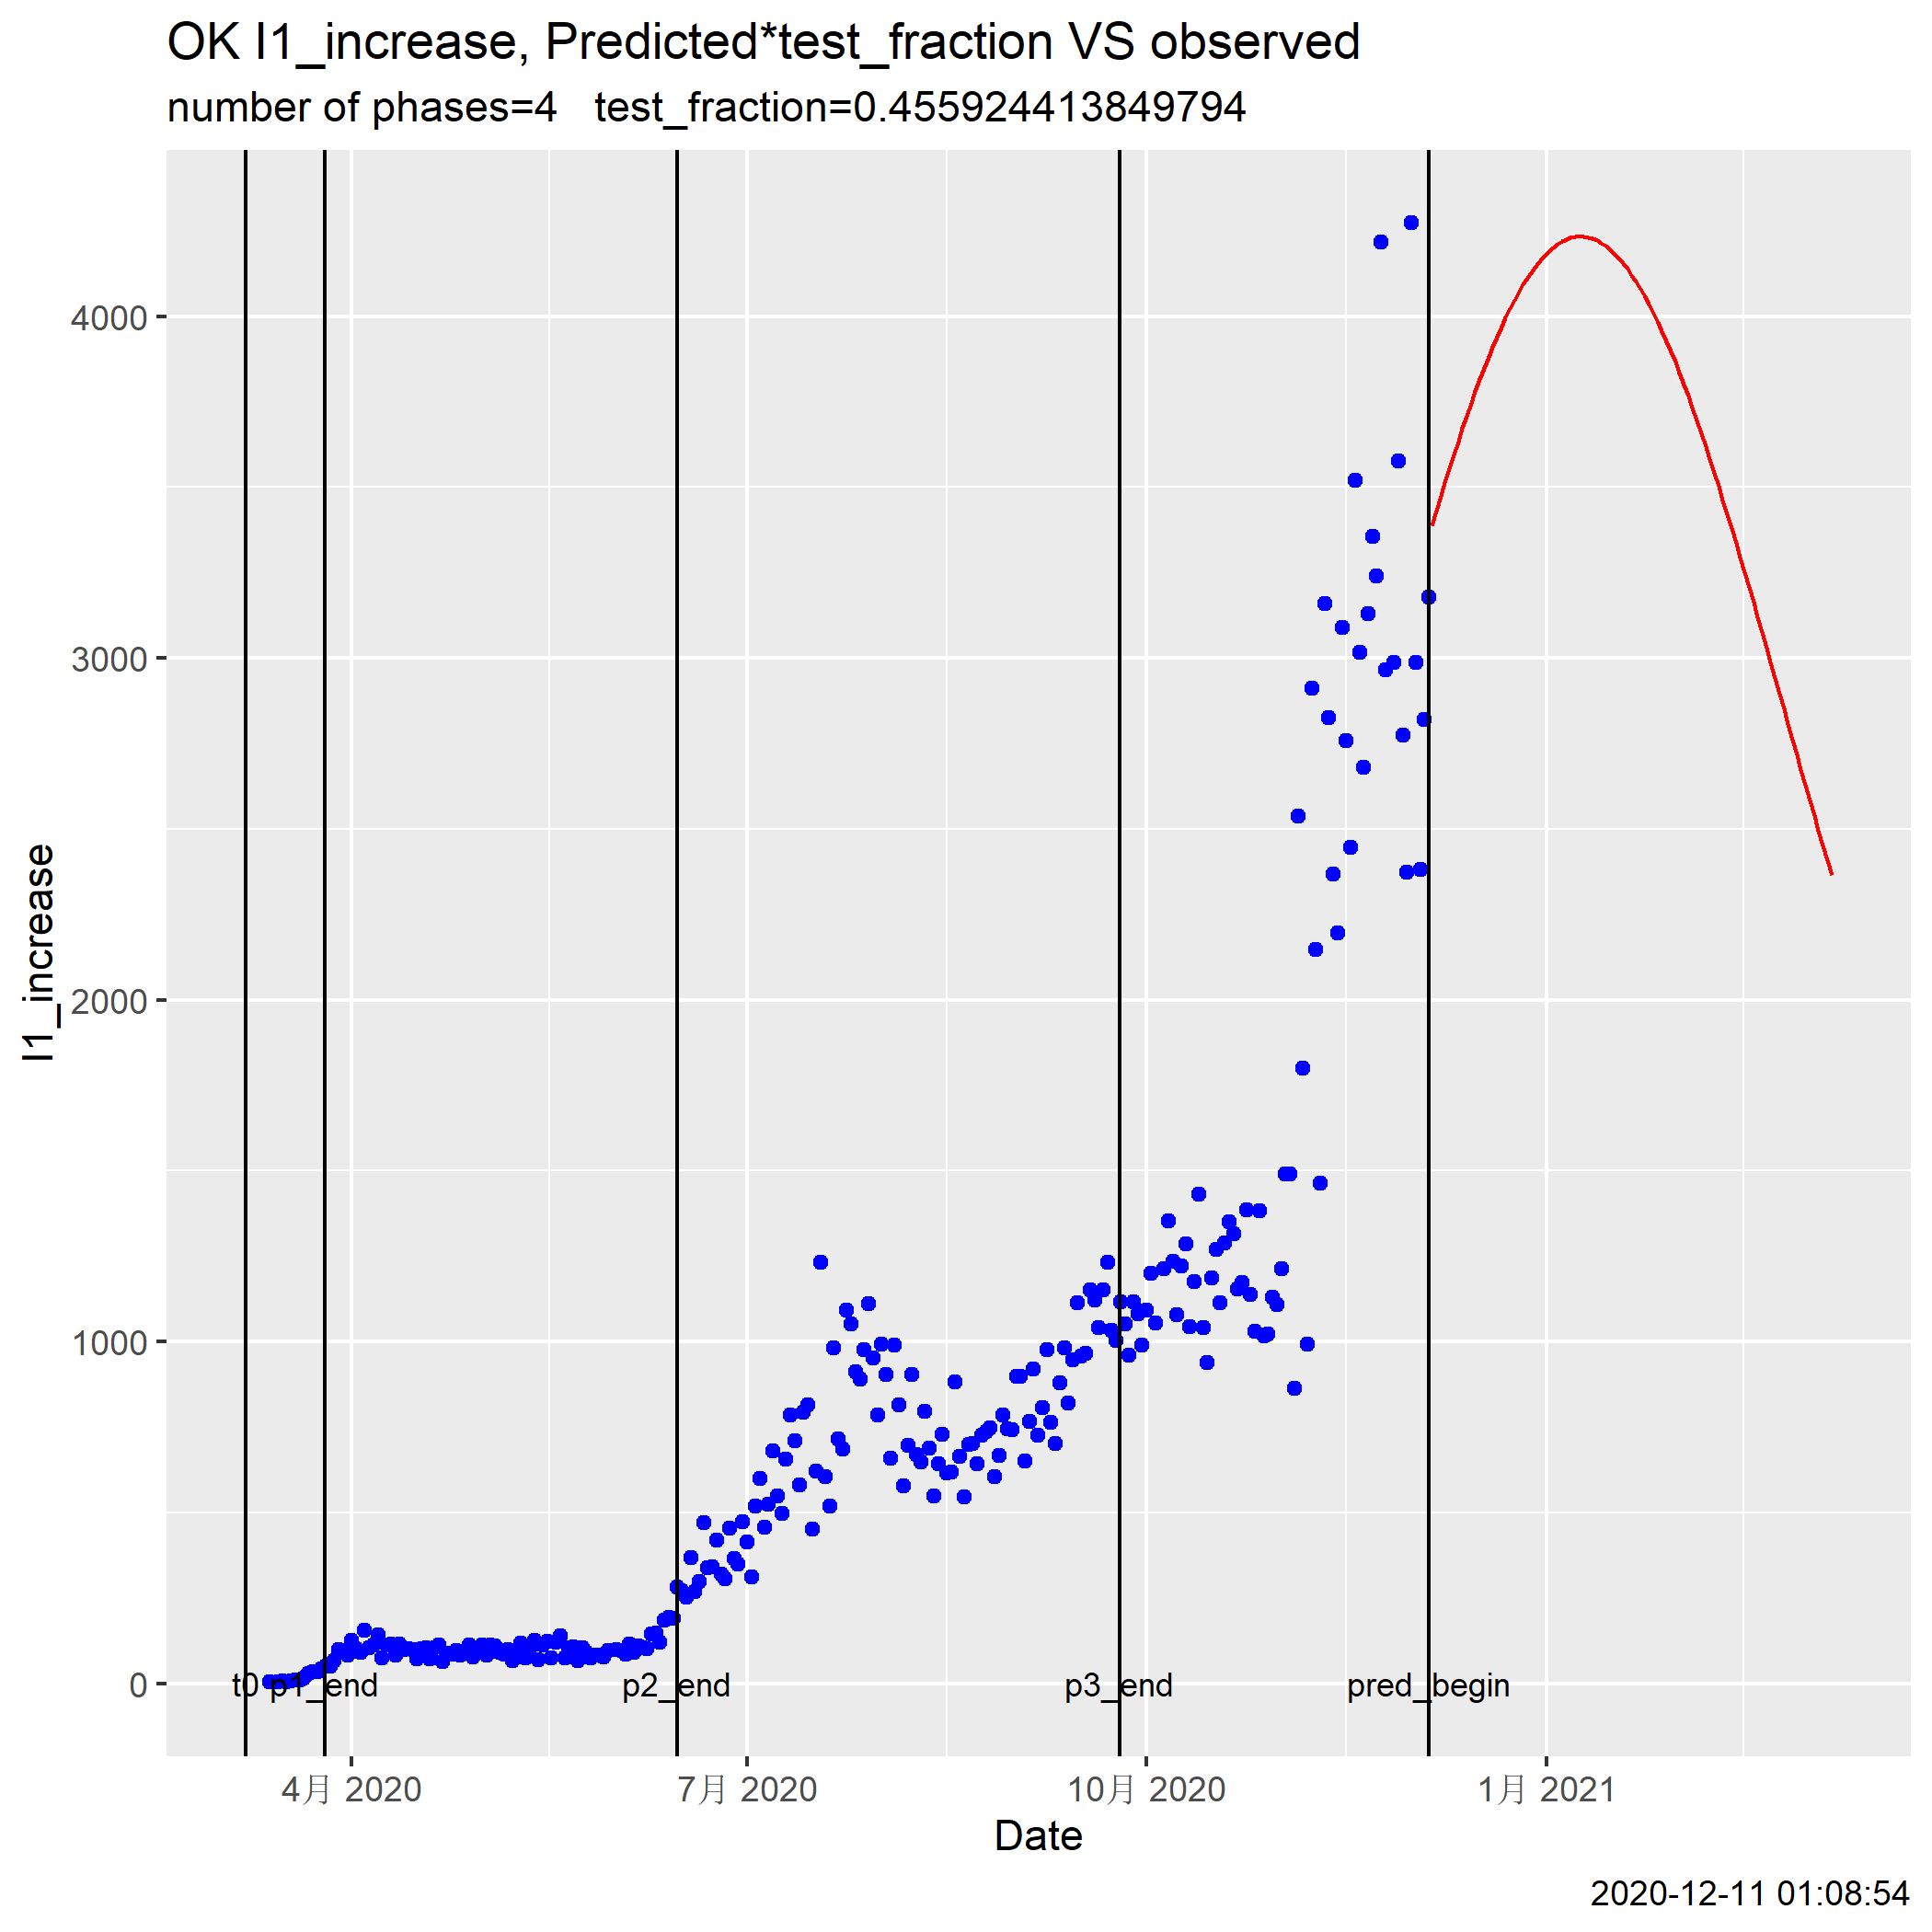 OK I1_increase, Predicted*test_fraction VS observed
number of phases=4   test_fraction=0.455924413849794
I1_increase
4000
3000
2000
1000
0
t0 p1_end p2_end p3_end pred_begin
4月 2020 7月 2020 10月 2020 1月 2021
Date
2020-12-11 01:08:54